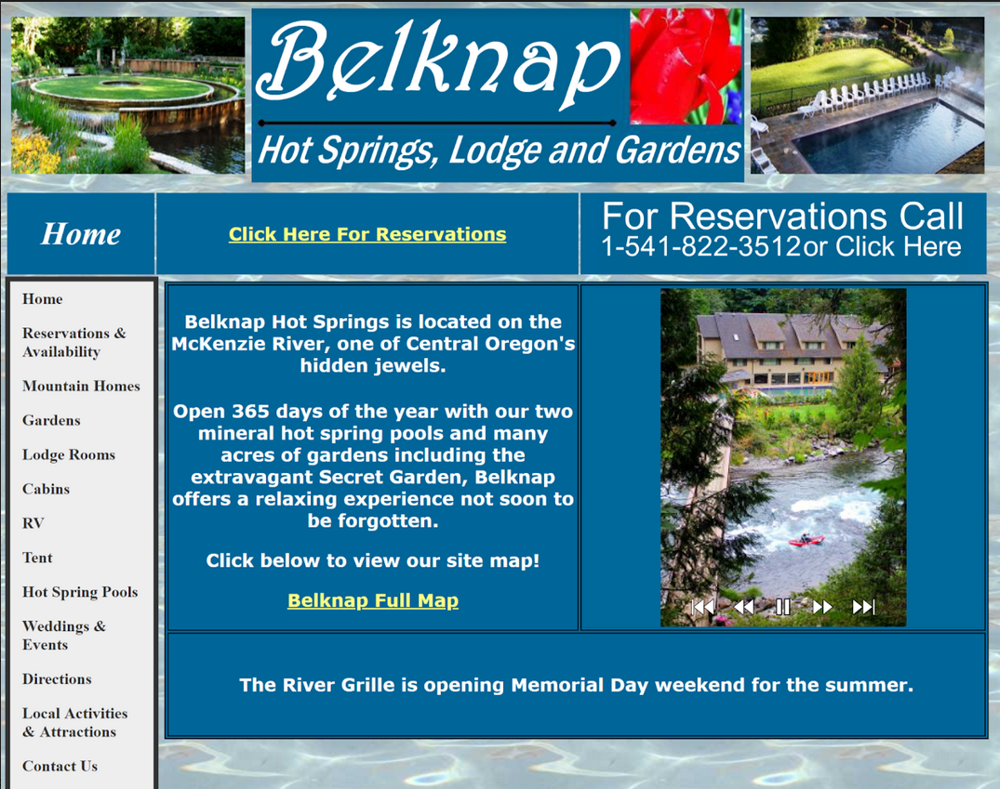 Belknap
Hot Springs, Lodge and Gardens
Home
Click Here For Reservations
For Reservations Call
1-541-822-3512or Click Here
Home
Reservations &
Availability
Mountain Homes
Gardens
Lodge Rooms
Cabins
RV
Tent
Hot Spring Pools
Weddings &
Events
Directions
Local Activities
& Attractions
Contact Us
Belknap Hot Springs is located on the
McKenzie River, one of Central Oregon's
hidden jewels.
Open 365 days of the year with our two
mineral hot spring pools and many
acres of gardens including the
extravagant Secret Garden, Belknap
offers a relaxing experience not soon to
be forgotten.
Click below to view our site map!
Belknap Full Map
The River Grille is opening Memorial Day weekend for the summer.